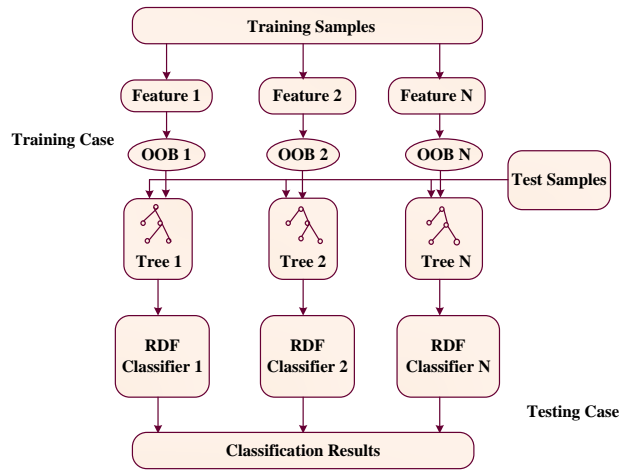 Training Samples
Feature 1
Feature 2
Feature N
Training Case
OOB 1
OOB 2
OOB N
Test Samples
Tree 1
Tree 2
Tree N
RDF
Classifier 1
RDF
Classifier 2
RDF
Classifier N
Testing Case
Classification Results